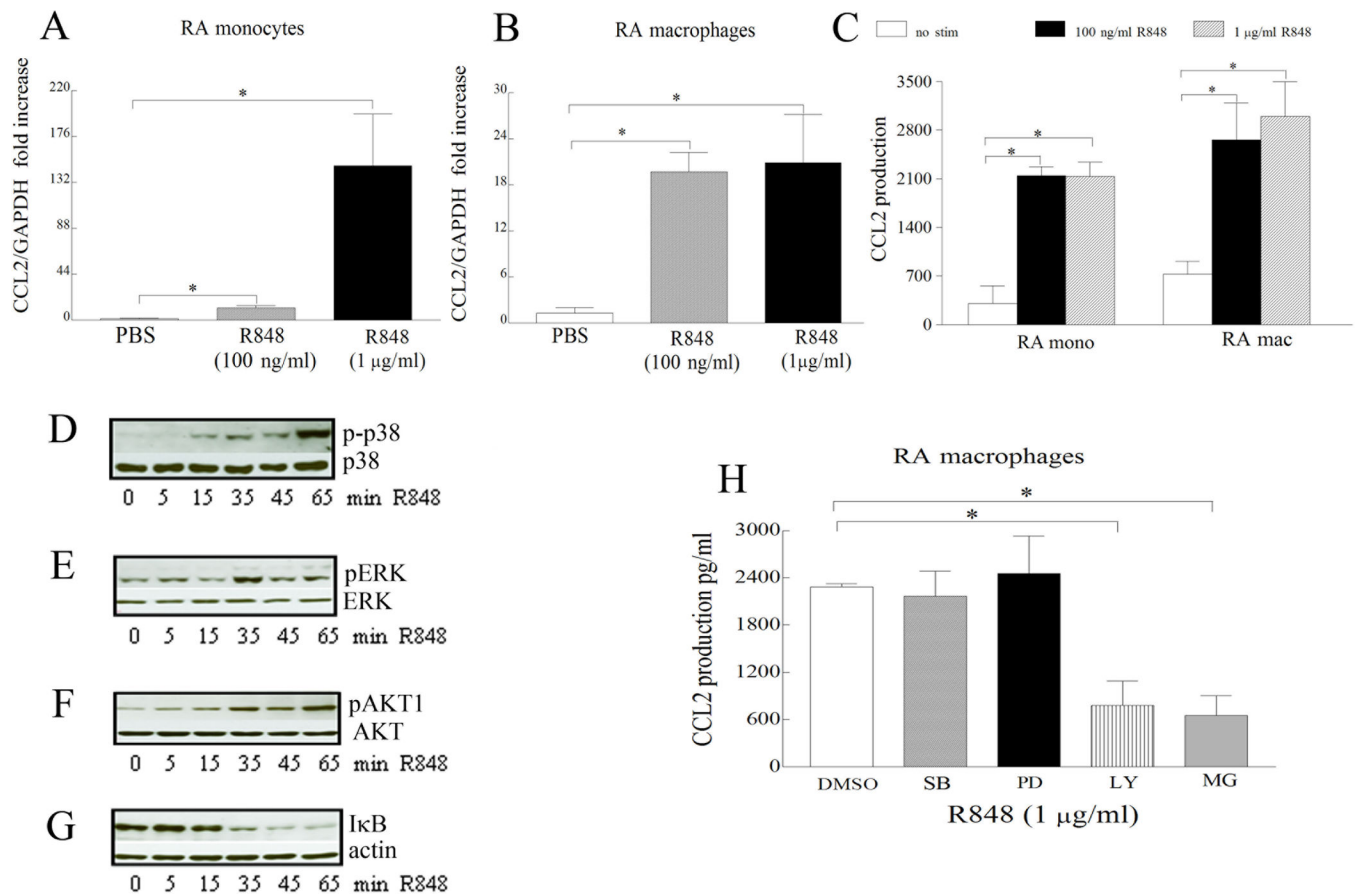 A
RA monocytes
CCL2/GAPDH fold increase
220
176
132
88
44
0
*
*
PBS
R848
(100 ng/ml)
R848
(1 μg/ml)
B
RA macrophages
CCL2/GAPDH fold increase
30
24
18
12
6
0
*
*
PBS
R848
(100 ng/ml)
R848
(1μg/ml)
C
no stim
100 ng/ml R848
1 μg/ml R848
CCL2 production
3500
2800
2100
1400
700
0
*
*
*
*
RA mono
RA mac
D
p-p38
p38
0 5 15 35 45 65 min R848
E
pERK
ERK
0 5 15 35 45 65 min R848
F
pAKT1
AKT
0 5 15 35 45 65 min R848
G
IκB
actin
0 5 15 35 45 65 min R848
H
RA macrophages
CCL2 production pg/ml
3000
2400
1800
1200
600
0
*
*
DMSO SB PD LY MG
R848 (1 μg/ml)